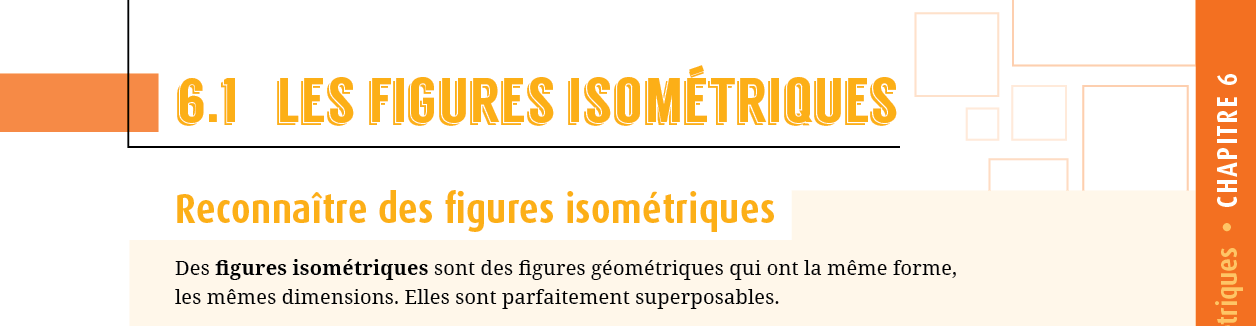 6.1 LES FIGURES ISOMÉTRIQUES
Reconnaître des figures isométriques
Des figures isométriques sont des figures géométriques qui ont la même forme,
les mêmes dimensions. Elles sont parfaitement superposables.
triques • CHAPITRE 6